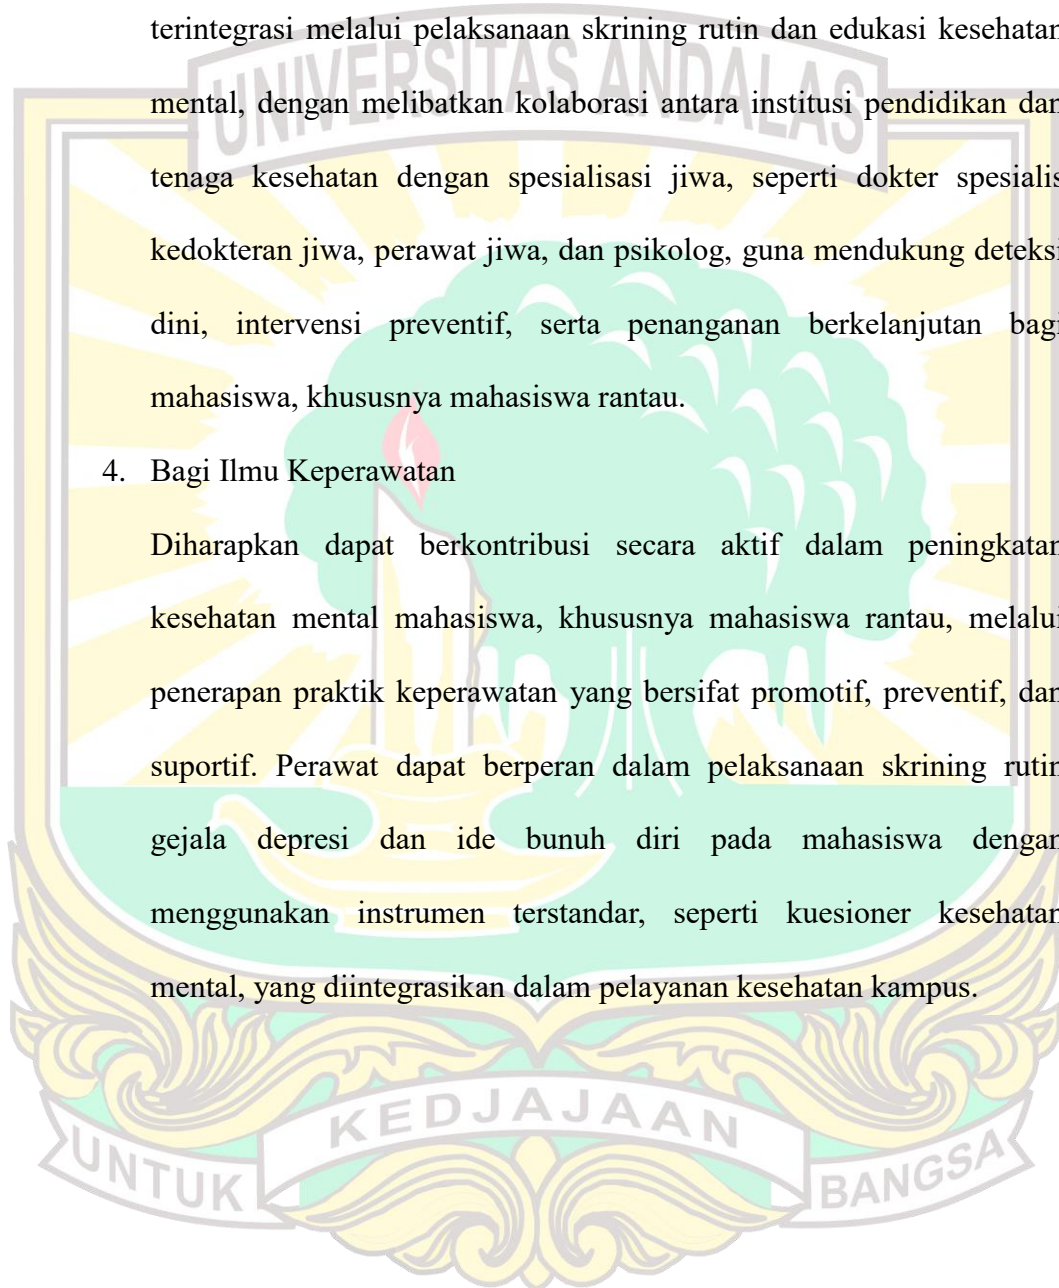 terintegrasi melalui pelaksanaan skrining rutin dan edukasi kesehatan
UNIVERSITAS ANDALAS
mental, dengan melibatkan kolaborasi antara institusi pendidikan dan
tenaga kesehatan dengan spesialisasi jiwa, seperti dokter spesialis
kedokteran jiwa, perawat jiwa, dan psikolog, guna mendukung deteksi
dini, intervensi preventif, serta penanganan berkelanjutan bagi
mahasiswa, khususnya mahasiswa rantau.
4. Bagi Ilmu Keperawatan
Diharapkan dapat berkontribusi secara aktif dalam peningkatan
kesehatan mental mahasiswa, khususnya mahasiswa rantau, melalui
penerapan praktik keperawatan yang bersifat promotif, preventif, dan
suportif. Perawat dapat berperan dalam pelaksanaan skrining rutin
gejala depresi dan ide bunuh diri pada mahasiswa dengan
menggunakan instrumen terstandar, seperti kuesioner kesehatan
mental, yang diintegrasikan dalam pelayanan kesehatan kampus.
UNTUK KEDJAJAAN BANGSA